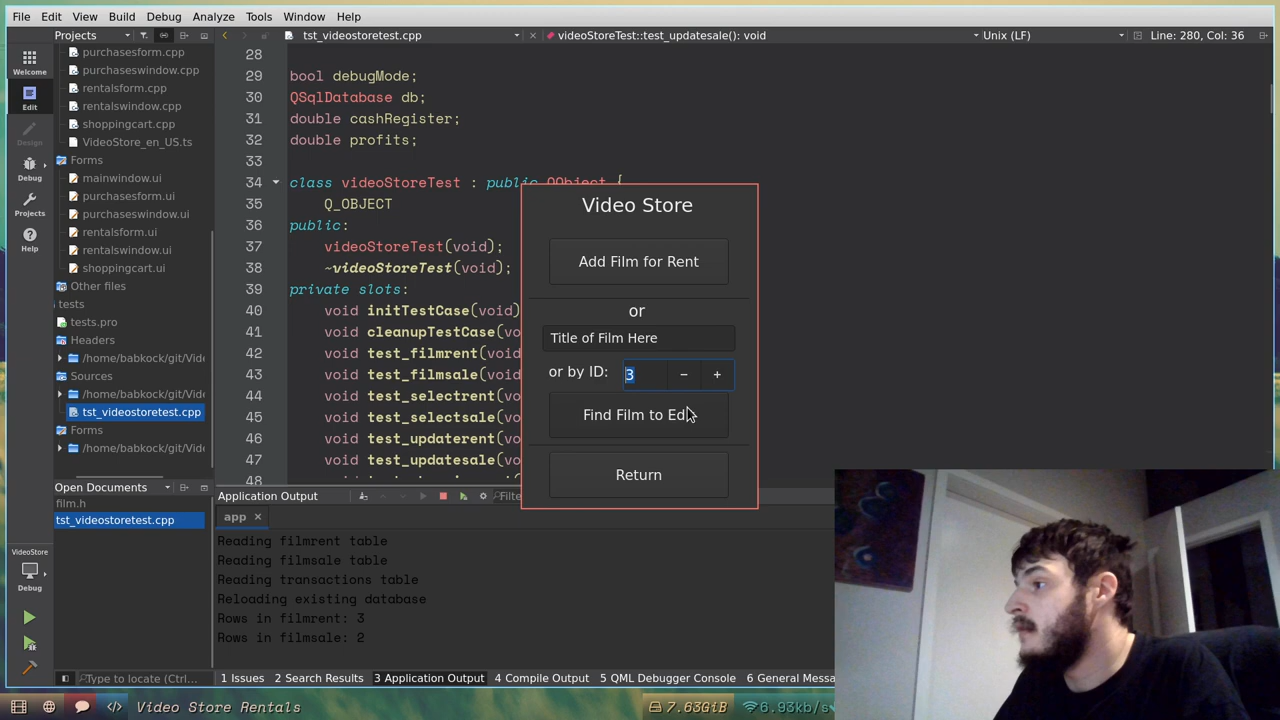 File Edit View Build Debug Analyze Tools Window Help
Projects
tst_videostoretest.cpp
videoStoreTest::test_updatesale(): void
Unix (LF)
Line: 280, Col: 36
Welcome
Edit
Design
Debug
Projects
Help
purchasesform.cpp
purchaseswindow.cpp
rentalsform.cpp
rentalswindow.cpp
shoppingcart.cpp
VideoStore_en_US.ts
Forms
mainwindow.ui
purchasesform.ui
purchaseswindow.ui
rentalsform.ui
rentalswindow.ui
shoppingcart.ui
Other files
tests
tests.pro
Headers
/home/babkock/git/Vide
Sources
/home/babkock/git/Vide
tst_videostoretest.cpp
Forms
/home/babkock/git/Vide
28
29 bool debugMode;
30 QSqlDatabase db;
31 double cashRegister;
32 double profits;
33
34 class videoStoreTest : public QObject {
35 Q_OBJECT
36 public:
37 videoStoreTest(void);
38 ~videoStoreTest(void);
39 private slots:
40 void initTestCase(void)
41 void cleanupTestCase(vo
42 void test_filmrent(void
43 void test_filmsale(void
44 void test_selectrent(vo
45 void test_selectsale(vo
46 void test_updaterent(vo
47 void test_updatesale(vo
48
Video Store
Add Film for Rent
or
Title of Film Here
or by ID: 3 − +
Find Film to Edit
Return
Open Documents
film.h
tst_videostoretest.cpp
VideoStore
Debug
Application Output
app
Reading filmrent table
Reading filmsale table
Reading transactions table
Reloading existing database
Rows in filmrent: 3
Rows in filmsale: 2
Type to locate (Ctrl...
1 Issues 2 Search Results 3 Application Output 4 Compile Output 5 QML Debugger Console 6 General Messa
Video Store Rentals
7.63GiB
6.93kb/s